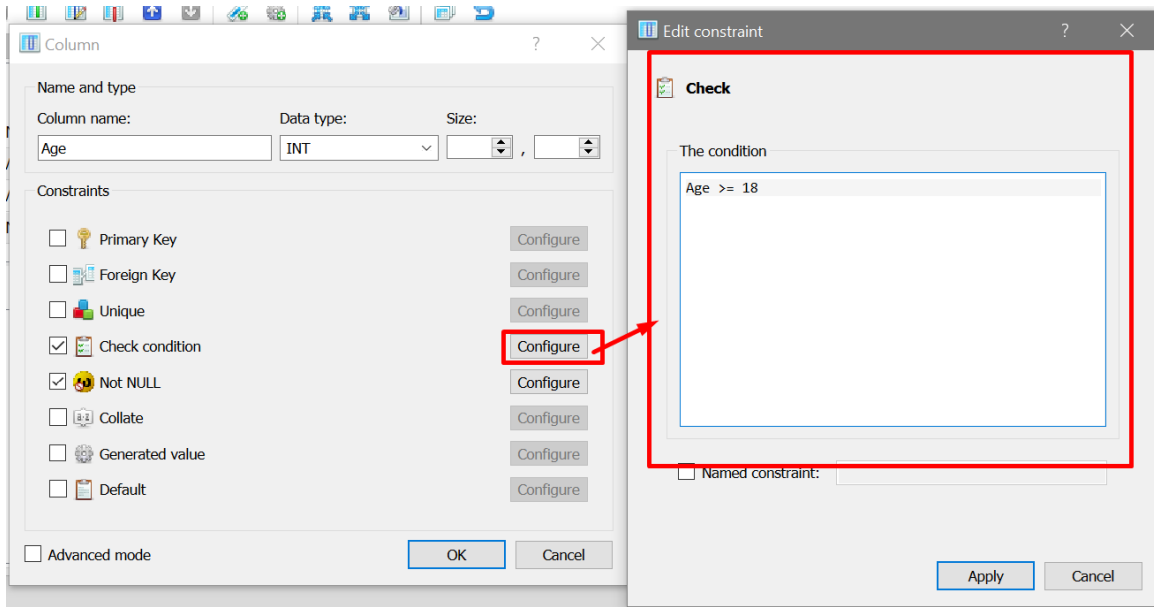 Column
?
Name and type
Column name:
Data type:
Size:
Age
INT
,
Constraints
Primary Key
Configure
Foreign Key
Configure
Unique
Configure
Check condition
Configure
Not NULL
Configure
Collate
Configure
Generated value
Configure
Default
Configure
Advanced mode
OK
Cancel
Edit constraint
?
Check
The condition
Age >= 18
Named constraint:
Apply
Cancel